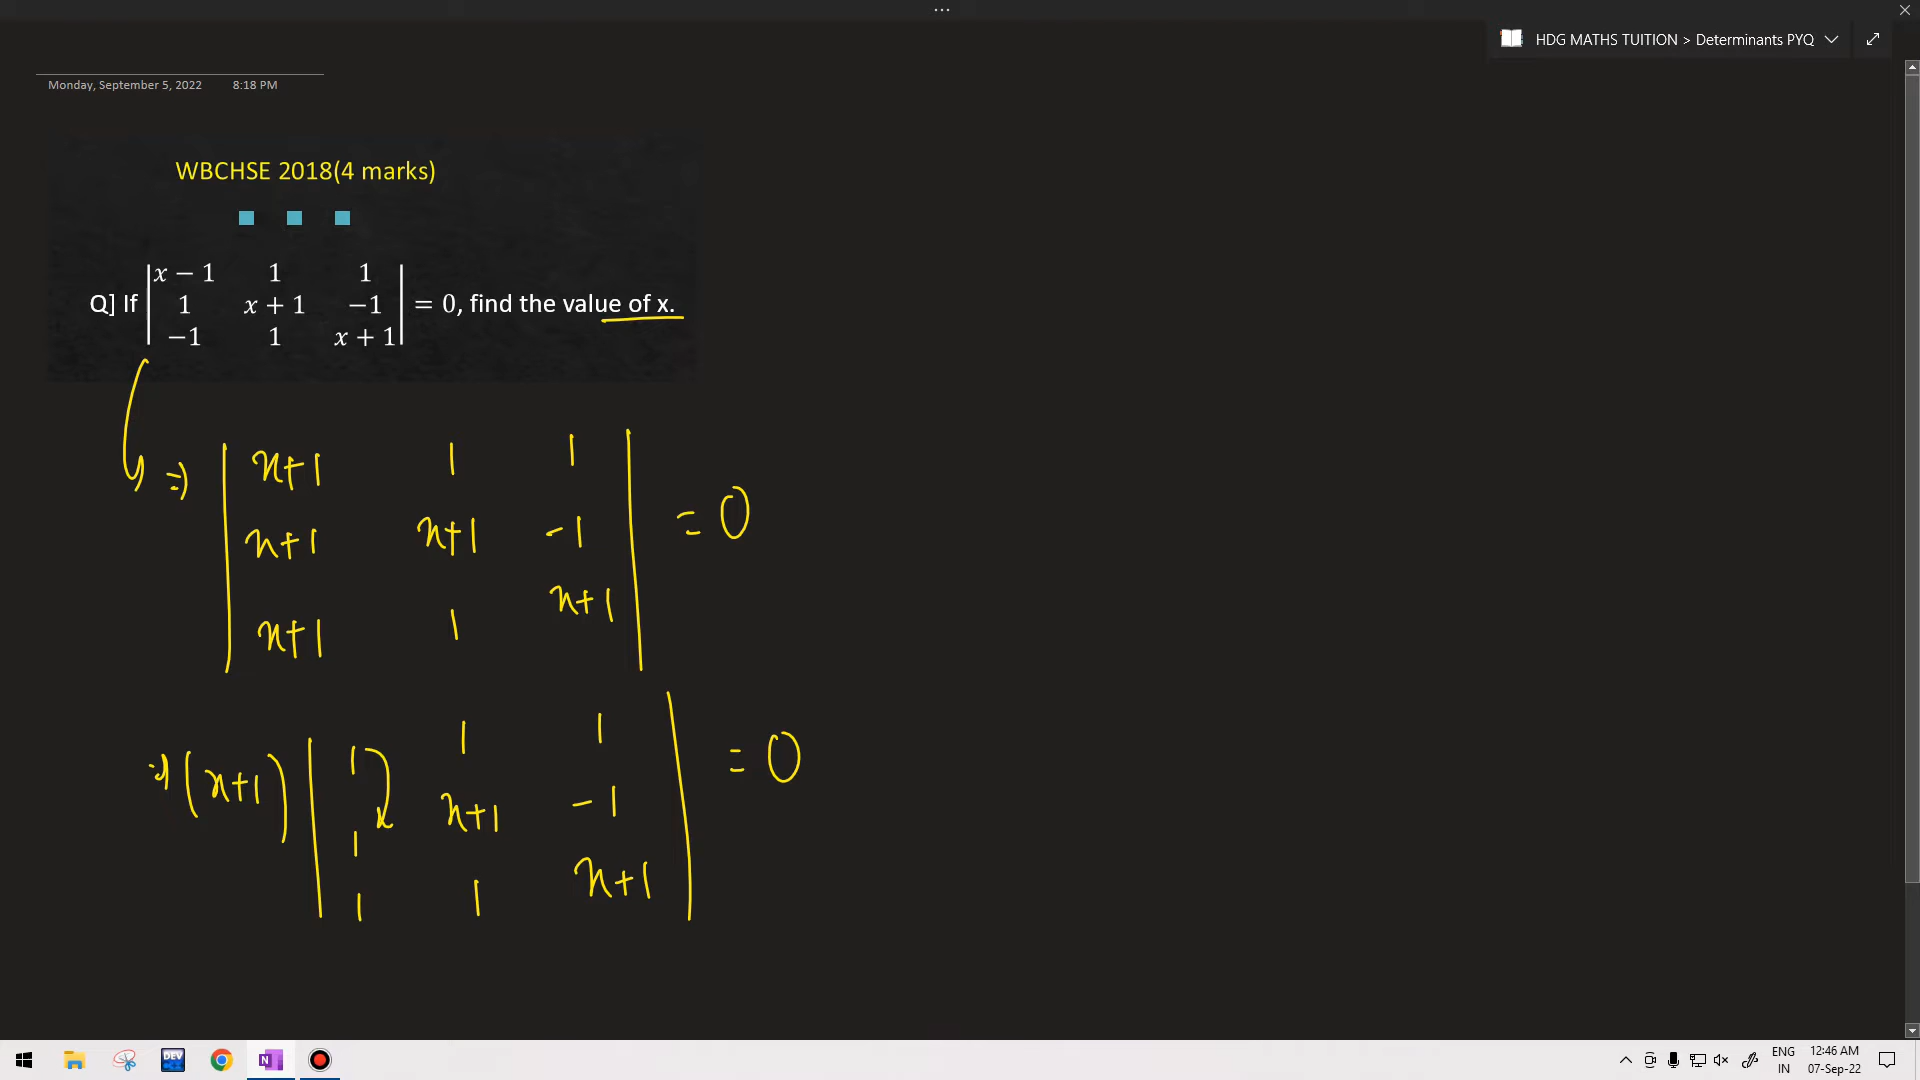 HDG MATHS TUITION > Determinants PYQ
Monday, September 5, 2022 8:18 PM
WBCHSE 2018(4 marks)
x − 1 1 1
Q] If 1 x + 1 −1 = 0, find the value of x.
−1 1 x + 1
x+1 1 1
=> x+1 x+1 -1 = 0
x+1 1 x+1
1 1 1
=> (x+1) 1 x+1 -1 = 0
1 1 x+1
DEV
N
ENG
IN
12:46 AM
07-Sep-22